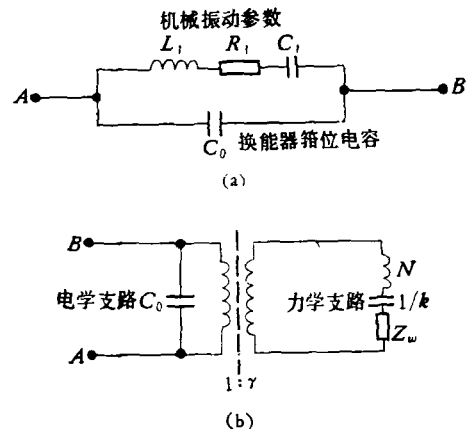 机械振动参数
L₁ R₁ C₁
A B
C₀ 换能器箝位电容
(a)
B
N
电学支路C₀ 力学支路 1/k
Z_w
A
1:γ
(b)